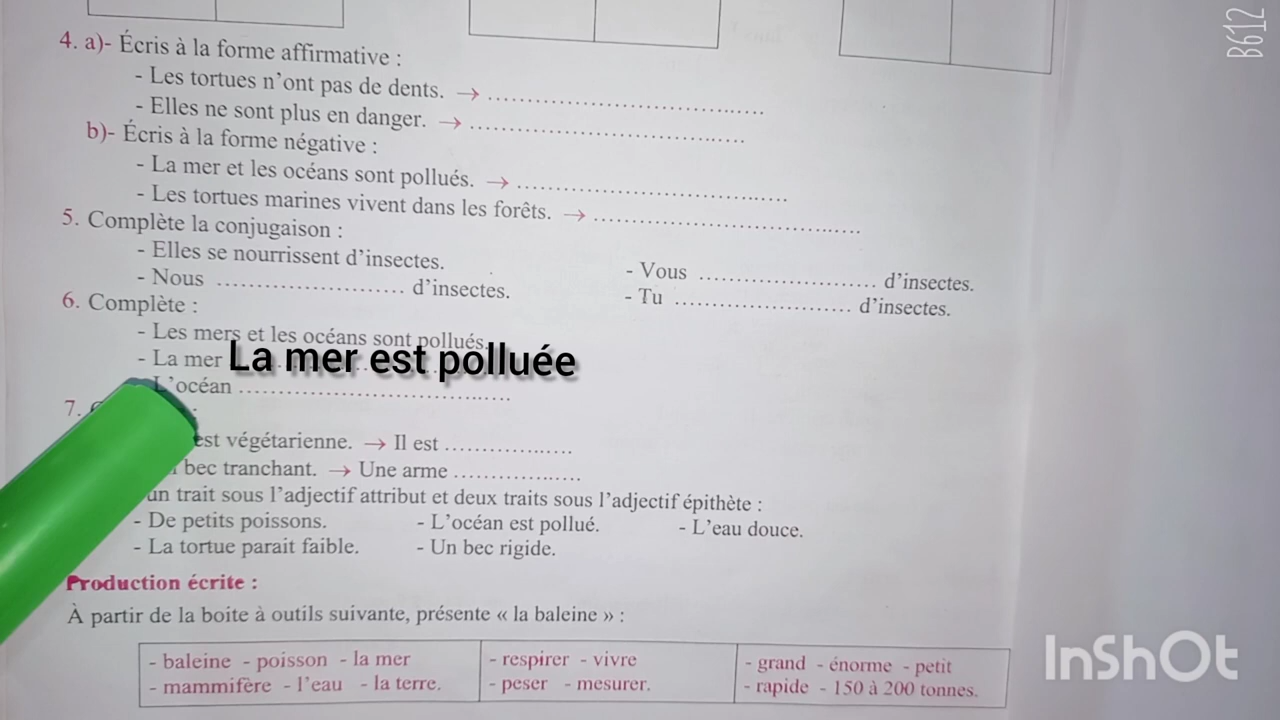 4. a)- Écris à la forme affirmative :
- Les tortues n'ont pas de dents. → ........................................
- Elles ne sont plus en danger. → ........................................
b)- Écris à la forme négative :
- La mer et les océans sont pollués. → ........................................
- Les tortues marines vivent dans les forêts. → ........................................
5. Complète la conjugaison :
- Elles se nourrissent d'insectes.
- Vous ........................... d'insectes.
- Nous ........................... d'insectes.
- Tu ........................... d'insectes.
6. Complète :
- Les mers et les océans sont pollués.
- La mer
La mer est polluée
L'océan ........................................
7.
est végétarienne. → Il est ...................
bec tranchant. → Une arme ...................
un trait sous l'adjectif attribut et deux traits sous l'adjectif épithète :
- De petits poissons. - L'océan est pollué. - L'eau douce.
- La tortue parait faible. - Un bec rigide.
Production écrite :
À partir de la boite à outils suivante, présente « la baleine » :
- baleine - poisson - la mer
- mammifère - l'eau - la terre.
- respirer - vivre
- peser - mesurer.
- grand - énorme - petit
- rapide - 150 à 200 tonnes.
B612
InShOt